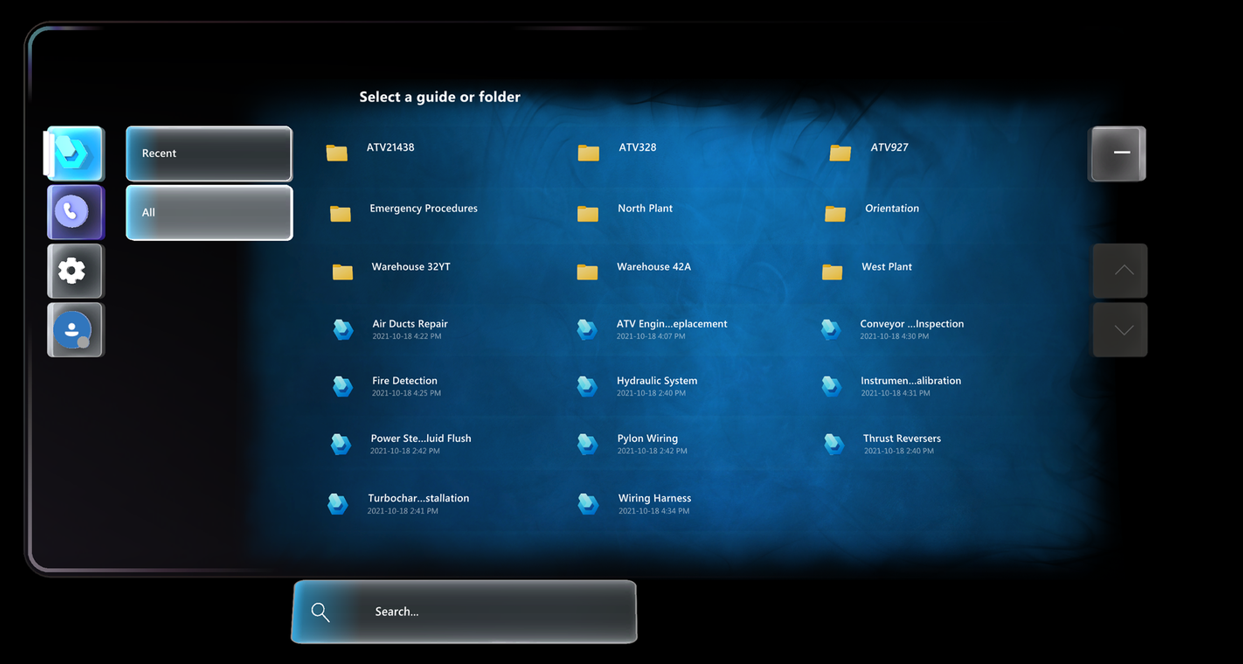 Select a guide or folder
Recent
All
ATV21438
ATV328
ATV927
Emergency Procedures
North Plant
Orientation
Warehouse 32YT
Warehouse 42A
West Plant
Air Ducts Repair
2021-10-18 4:22 PM
ATV Engin...eplacement
2021-10-18 4:07 PM
Conveyor ...Inspection
2021-10-18 4:30 PM
Fire Detection
2021-10-18 4:25 PM
Hydraulic System
2021-10-18 2:40 PM
Instrumen...alibration
2021-10-18 4:31 PM
Power Ste...luid Flush
2021-10-18 2:42 PM
Pylon Wiring
2021-10-18 2:42 PM
Thrust Reversers
2021-10-18 2:40 PM
Turbochar...stallation
2021-10-18 2:41 PM
Wiring Harness
2021-10-18 4:34 PM
Search...